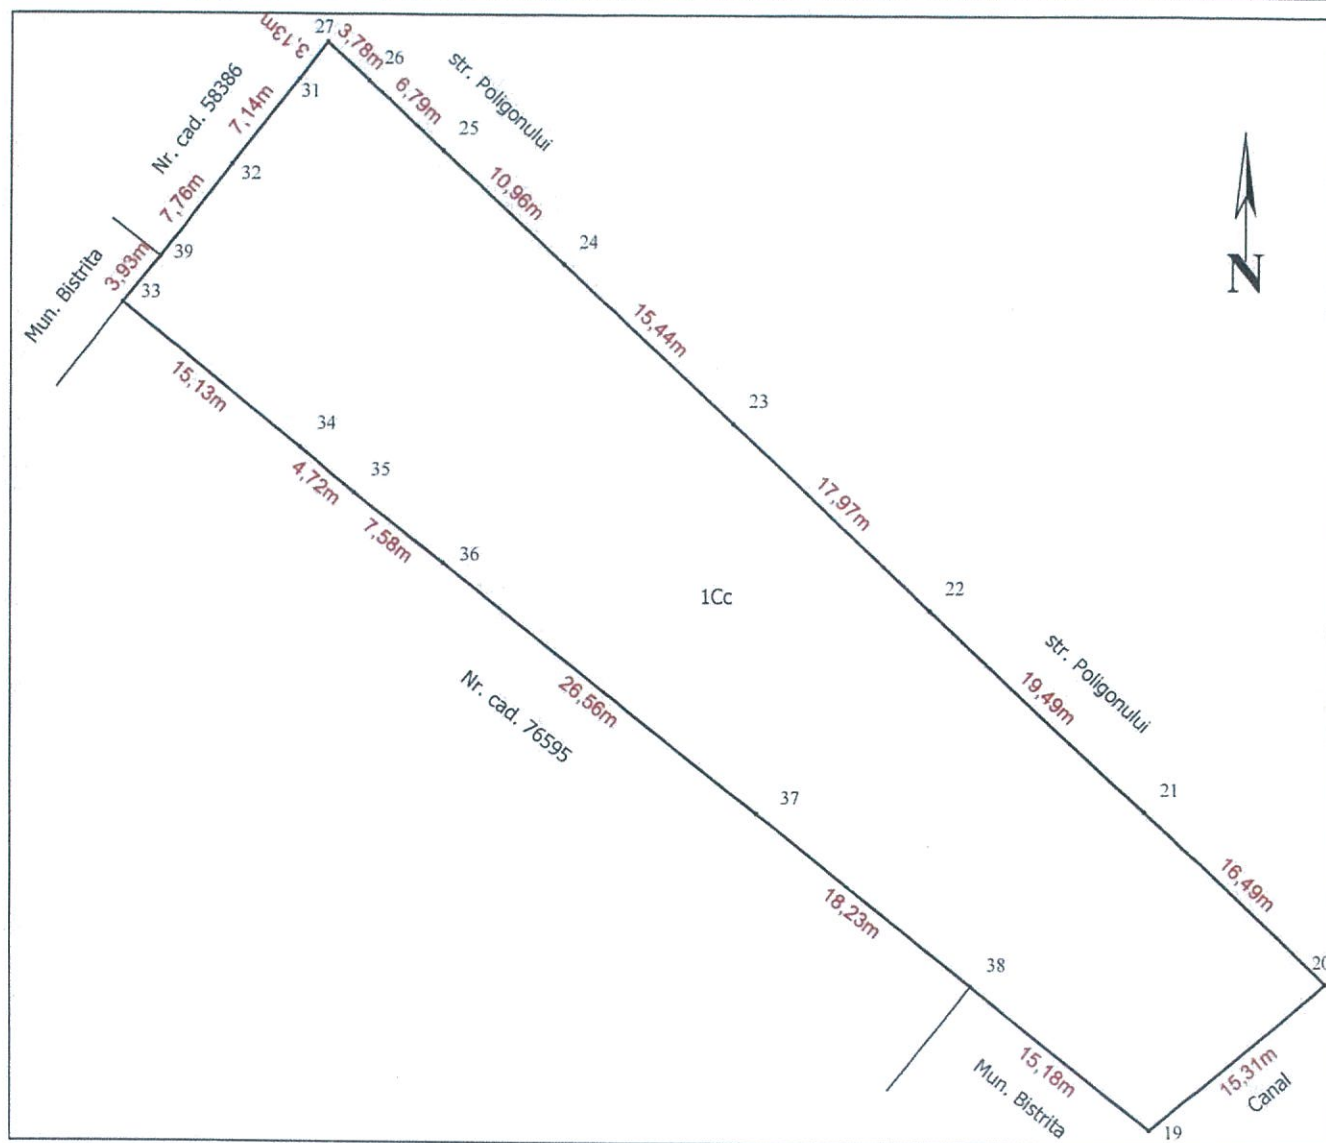 27
3,13m
3,78m
26
str. Poligonului
6,79m
Nr. cad. 58386
31
7,14m
25
32
10,96m
7,76m
24
39
Mun. Bistrita
3,93m
33
N
15,44m
15,13m
23
34
35
4,72m
17,97m
7,58m
36
22
1Cc
str. Poligonului
19,49m
Nr. cad. 76595
26,56m
21
37
16,49m
18,23m
38
20
15,18m
15,31m
Mun. Bistrita
Canal
19